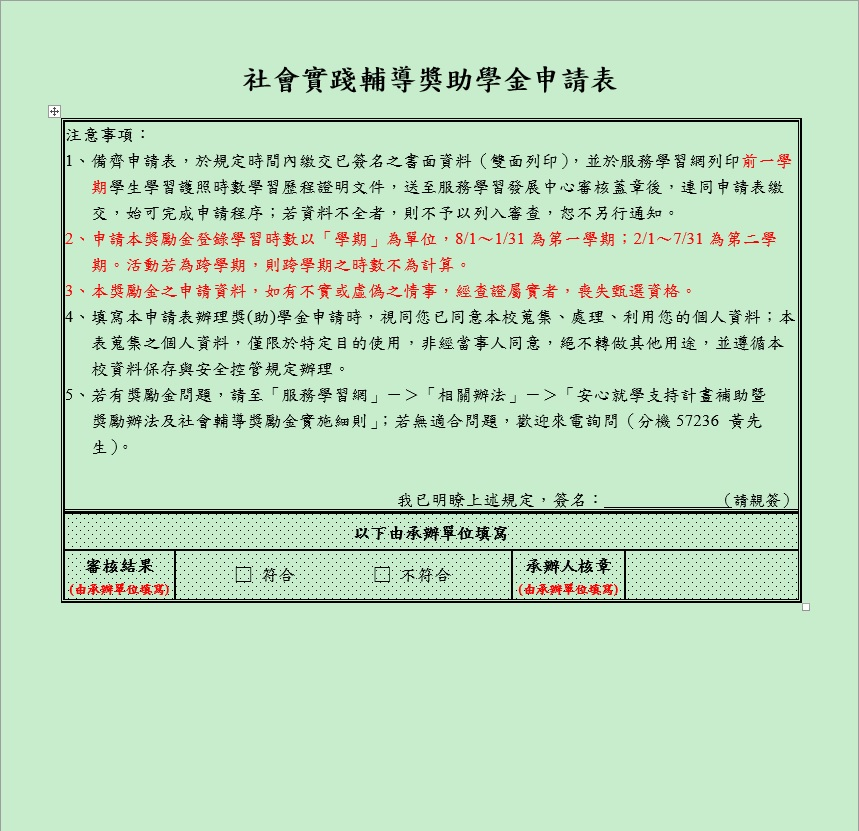 社會實踐輔導獎助學金申請表
注意事項：
1、備齊申請表，於規定時間內繳交已簽名之書面資料（雙面列印），並於服務學習網列印前一學
期學生學習護照時數學習歷程證明文件，送至服務學習發展中心審核蓋章後，連同申請表繳
交，始可完成申請程序；若資料不全者，則不予以列入審查，恕不另行通知。
2、申請本獎勵金登錄學習時數以「學期」為單位，8/1～1/31 為第一學期；2/1～7/31 為第二學
期。活動若為跨學期，則跨學期之時數不為計算。
3、本獎勵金之申請資料，如有不實或虛偽之情事，經查證屬實者，喪失甄選資格。
4、填寫本申請表辦理獎(助)學金申請時，視同您已同意本校蒐集、處理、利用您的個人資料；本
表蒐集之個人資料，僅限於特定目的使用，非經當事人同意，絕不轉做其他用途，並遵循本
校資料保存與安全控管規定辦理。
5、若有獎勵金問題，請至「服務學習網」－＞「相關辦法」－＞「安心就學支持計畫補助暨
獎勵辦法及社會輔導獎勵金實施細則」；若無適合問題，歡迎來電詢問（分機 57236 黃先
生）。
我已明瞭上述規定，簽名：_______________（請親簽）
以下由承辦單位填寫
審核結果
(由承辦單位填寫)
□ 符合 □ 不符合
承辦人核章
(由承辦單位填寫)